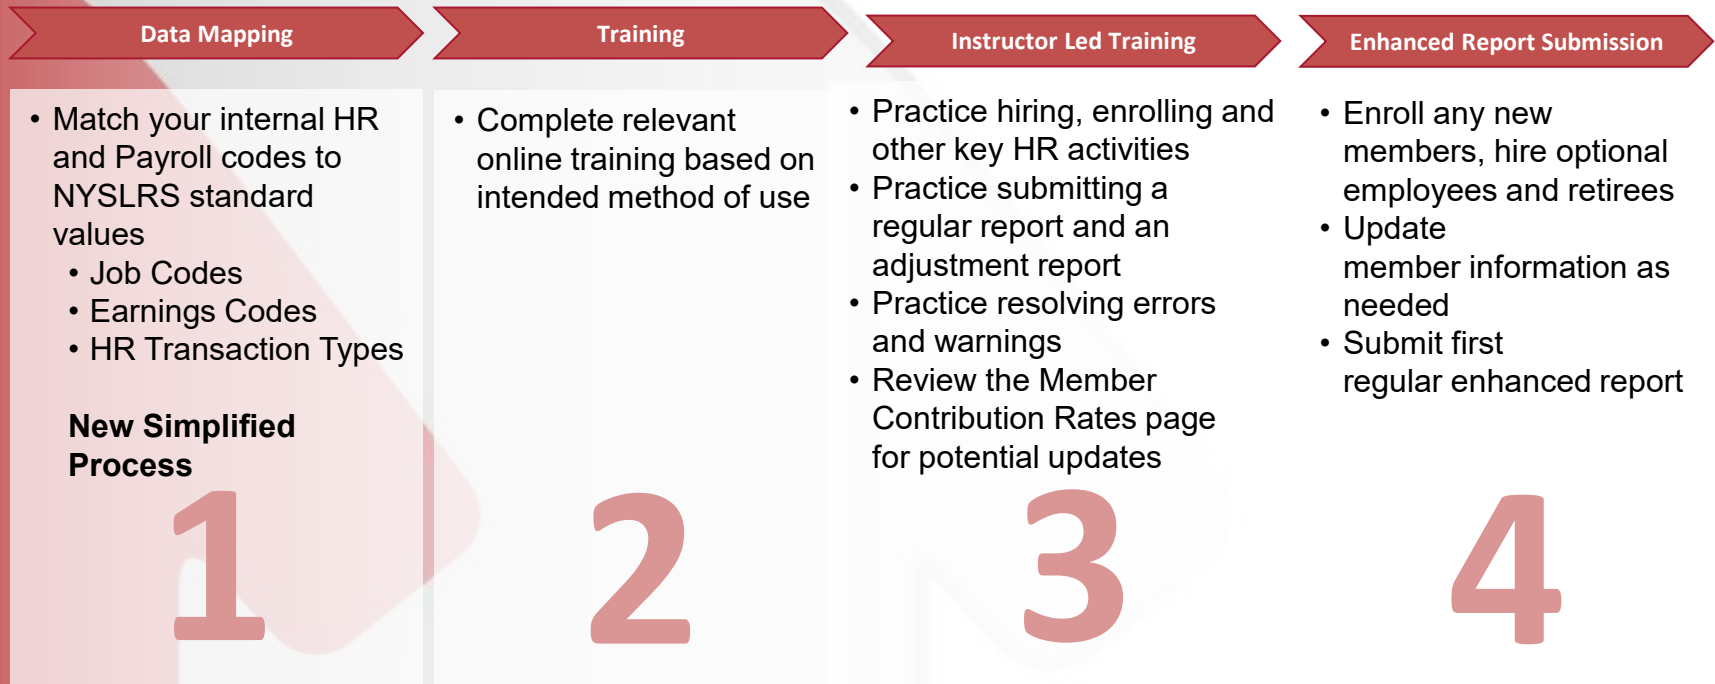 Data Mapping
Training
Instructor Led Training
Enhanced Report Submission
• Match your internal HR
and Payroll codes to
NYSLRS standard
values
• Job Codes
• Earnings Codes
• HR Transaction Types
New Simplified
Process
1
• Complete relevant
online training based on
intended method of use
2
• Practice hiring, enrolling and
other key HR activities
• Practice submitting a
regular report and an
adjustment report
• Practice resolving errors
and warnings
• Review the Member
Contribution Rates page
for potential updates
3
• Enroll any new
members, hire optional
employees and retirees
• Update
member information as
needed
• Submit first
regular enhanced report
4